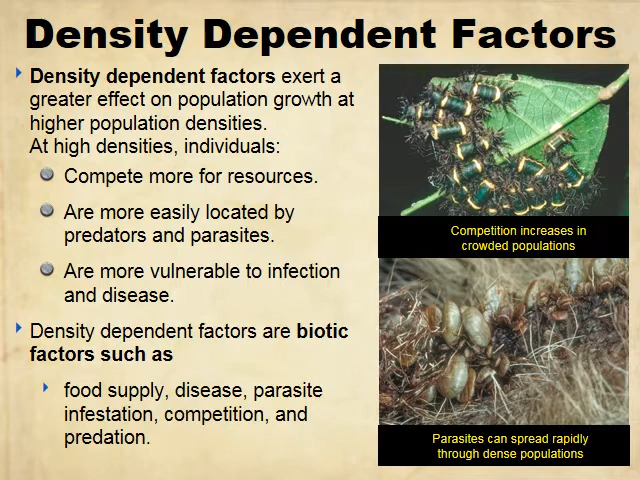 Density Dependent Factors
Density dependent factors exert a
greater effect on population growth at
higher population densities.
At high densities, individuals:
Compete more for resources.
Are more easily located by
predators and parasites.
Are more vulnerable to infection
and disease.
Density dependent factors are biotic
factors such as
food supply, disease, parasite
infestation, competition, and
predation.
Competition increases in
crowded populations
Parasites can spread rapidly
through dense populations